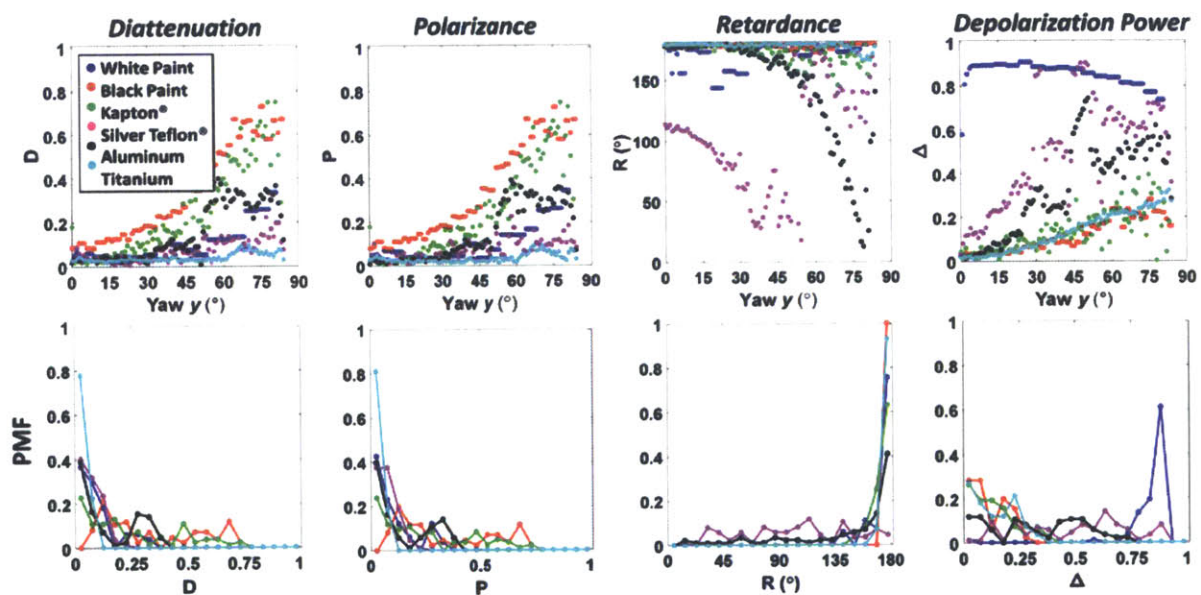 Diattenuation
Polarizance
Retardance
Depolarization Power
1
0.8
0.6
0.4
0.2
0
D
White Paint
Black Paint
Kapton®
Silver Teflon®
Aluminum
Titanium
0 15 30 45 60 75 90
Yaw y (°)
1
0.8
0.6
0.4
0.2
0
P
0 15 30 45 60 75 90
Yaw y (°)
150
100
50
0
R (°)
0 15 30 45 60 75 90
Yaw y (°)
1
0.8
0.6
0.4
0.2
0
Δ
0 15 30 45 60 75 90
Yaw y (°)
PMF
1
0.8
0.6
0.4
0.2
0
0 0.25 0.5 0.75 1
D
1
0.8
0.6
0.4
0.2
0
0 0.25 0.5 0.75 1
P
1
0.8
0.6
0.4
0.2
0
0 45 90 135 180
R (°)
1
0.8
0.6
0.4
0.2
0
0 0.25 0.5 0.75 1
Δ